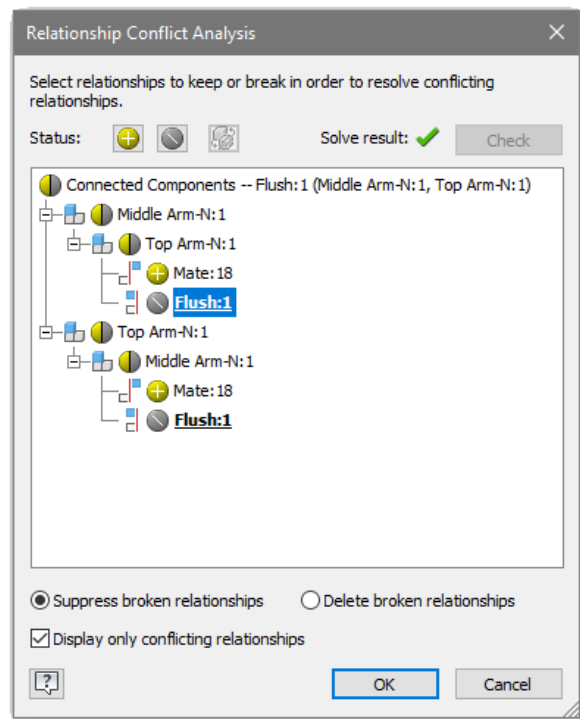 Relationship Conflict Analysis
Select relationships to keep or break in order to resolve conflicting
relationships.
Status: Solve result: Check
Connected Components -- Flush:1 (Middle Arm-N:1, Top Arm-N:1)
Middle Arm-N:1
Top Arm-N:1
Mate:18
Flush:1
Top Arm-N:1
Middle Arm-N:1
Mate:18
Flush:1
Suppress broken relationships Delete broken relationships
Display only conflicting relationships
? OK Cancel